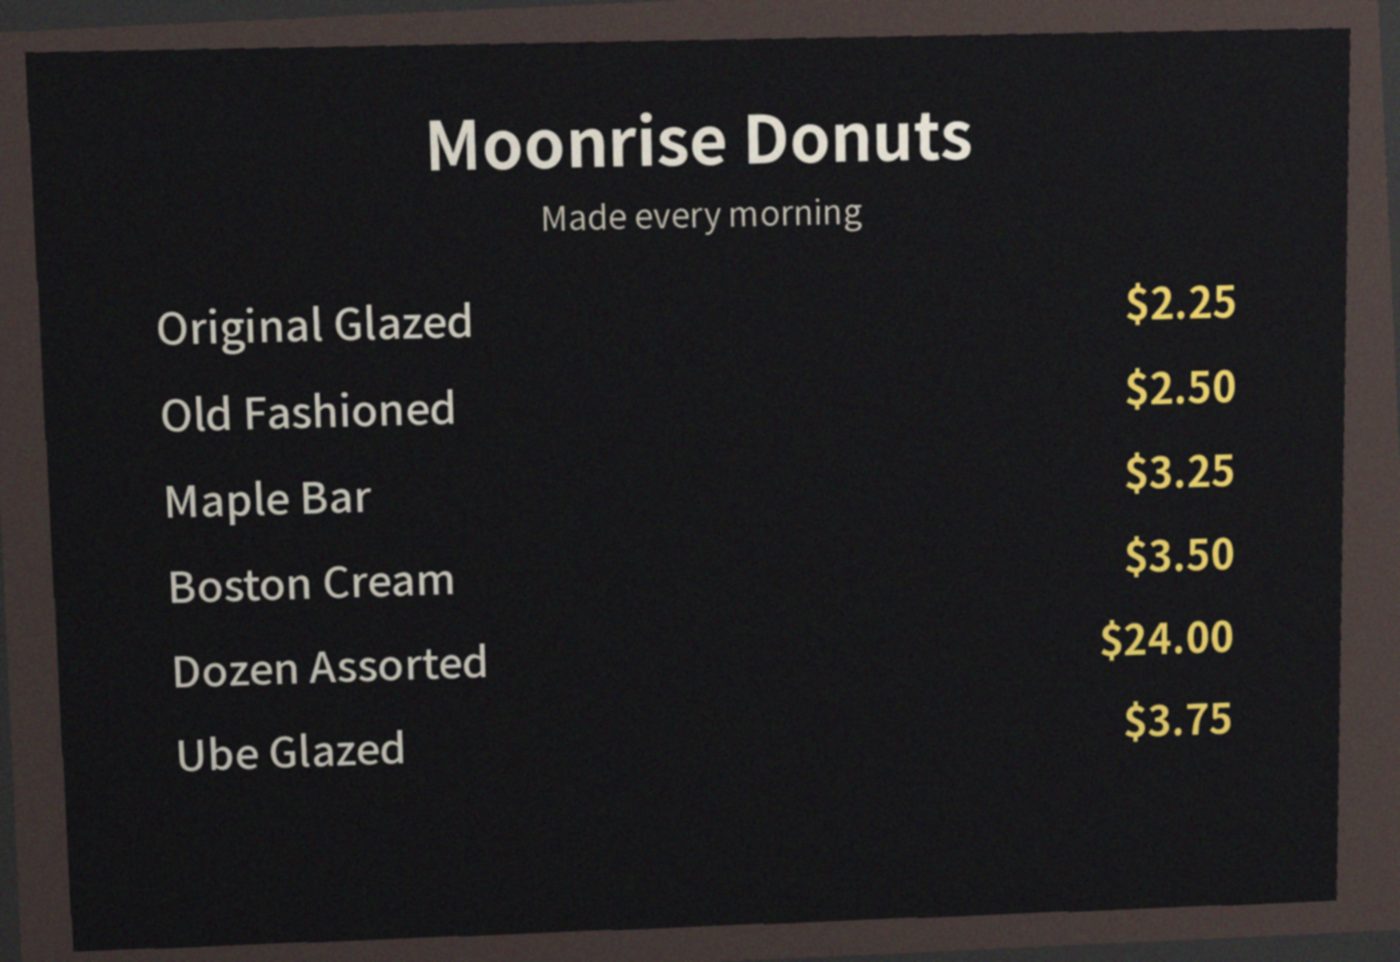 Moonrise Donuts
Made every morning
Original Glazed $2.25
Old Fashioned $2.50
Maple Bar $3.25
Boston Cream $3.50
Dozen Assorted $24.00
Ube Glazed $3.75